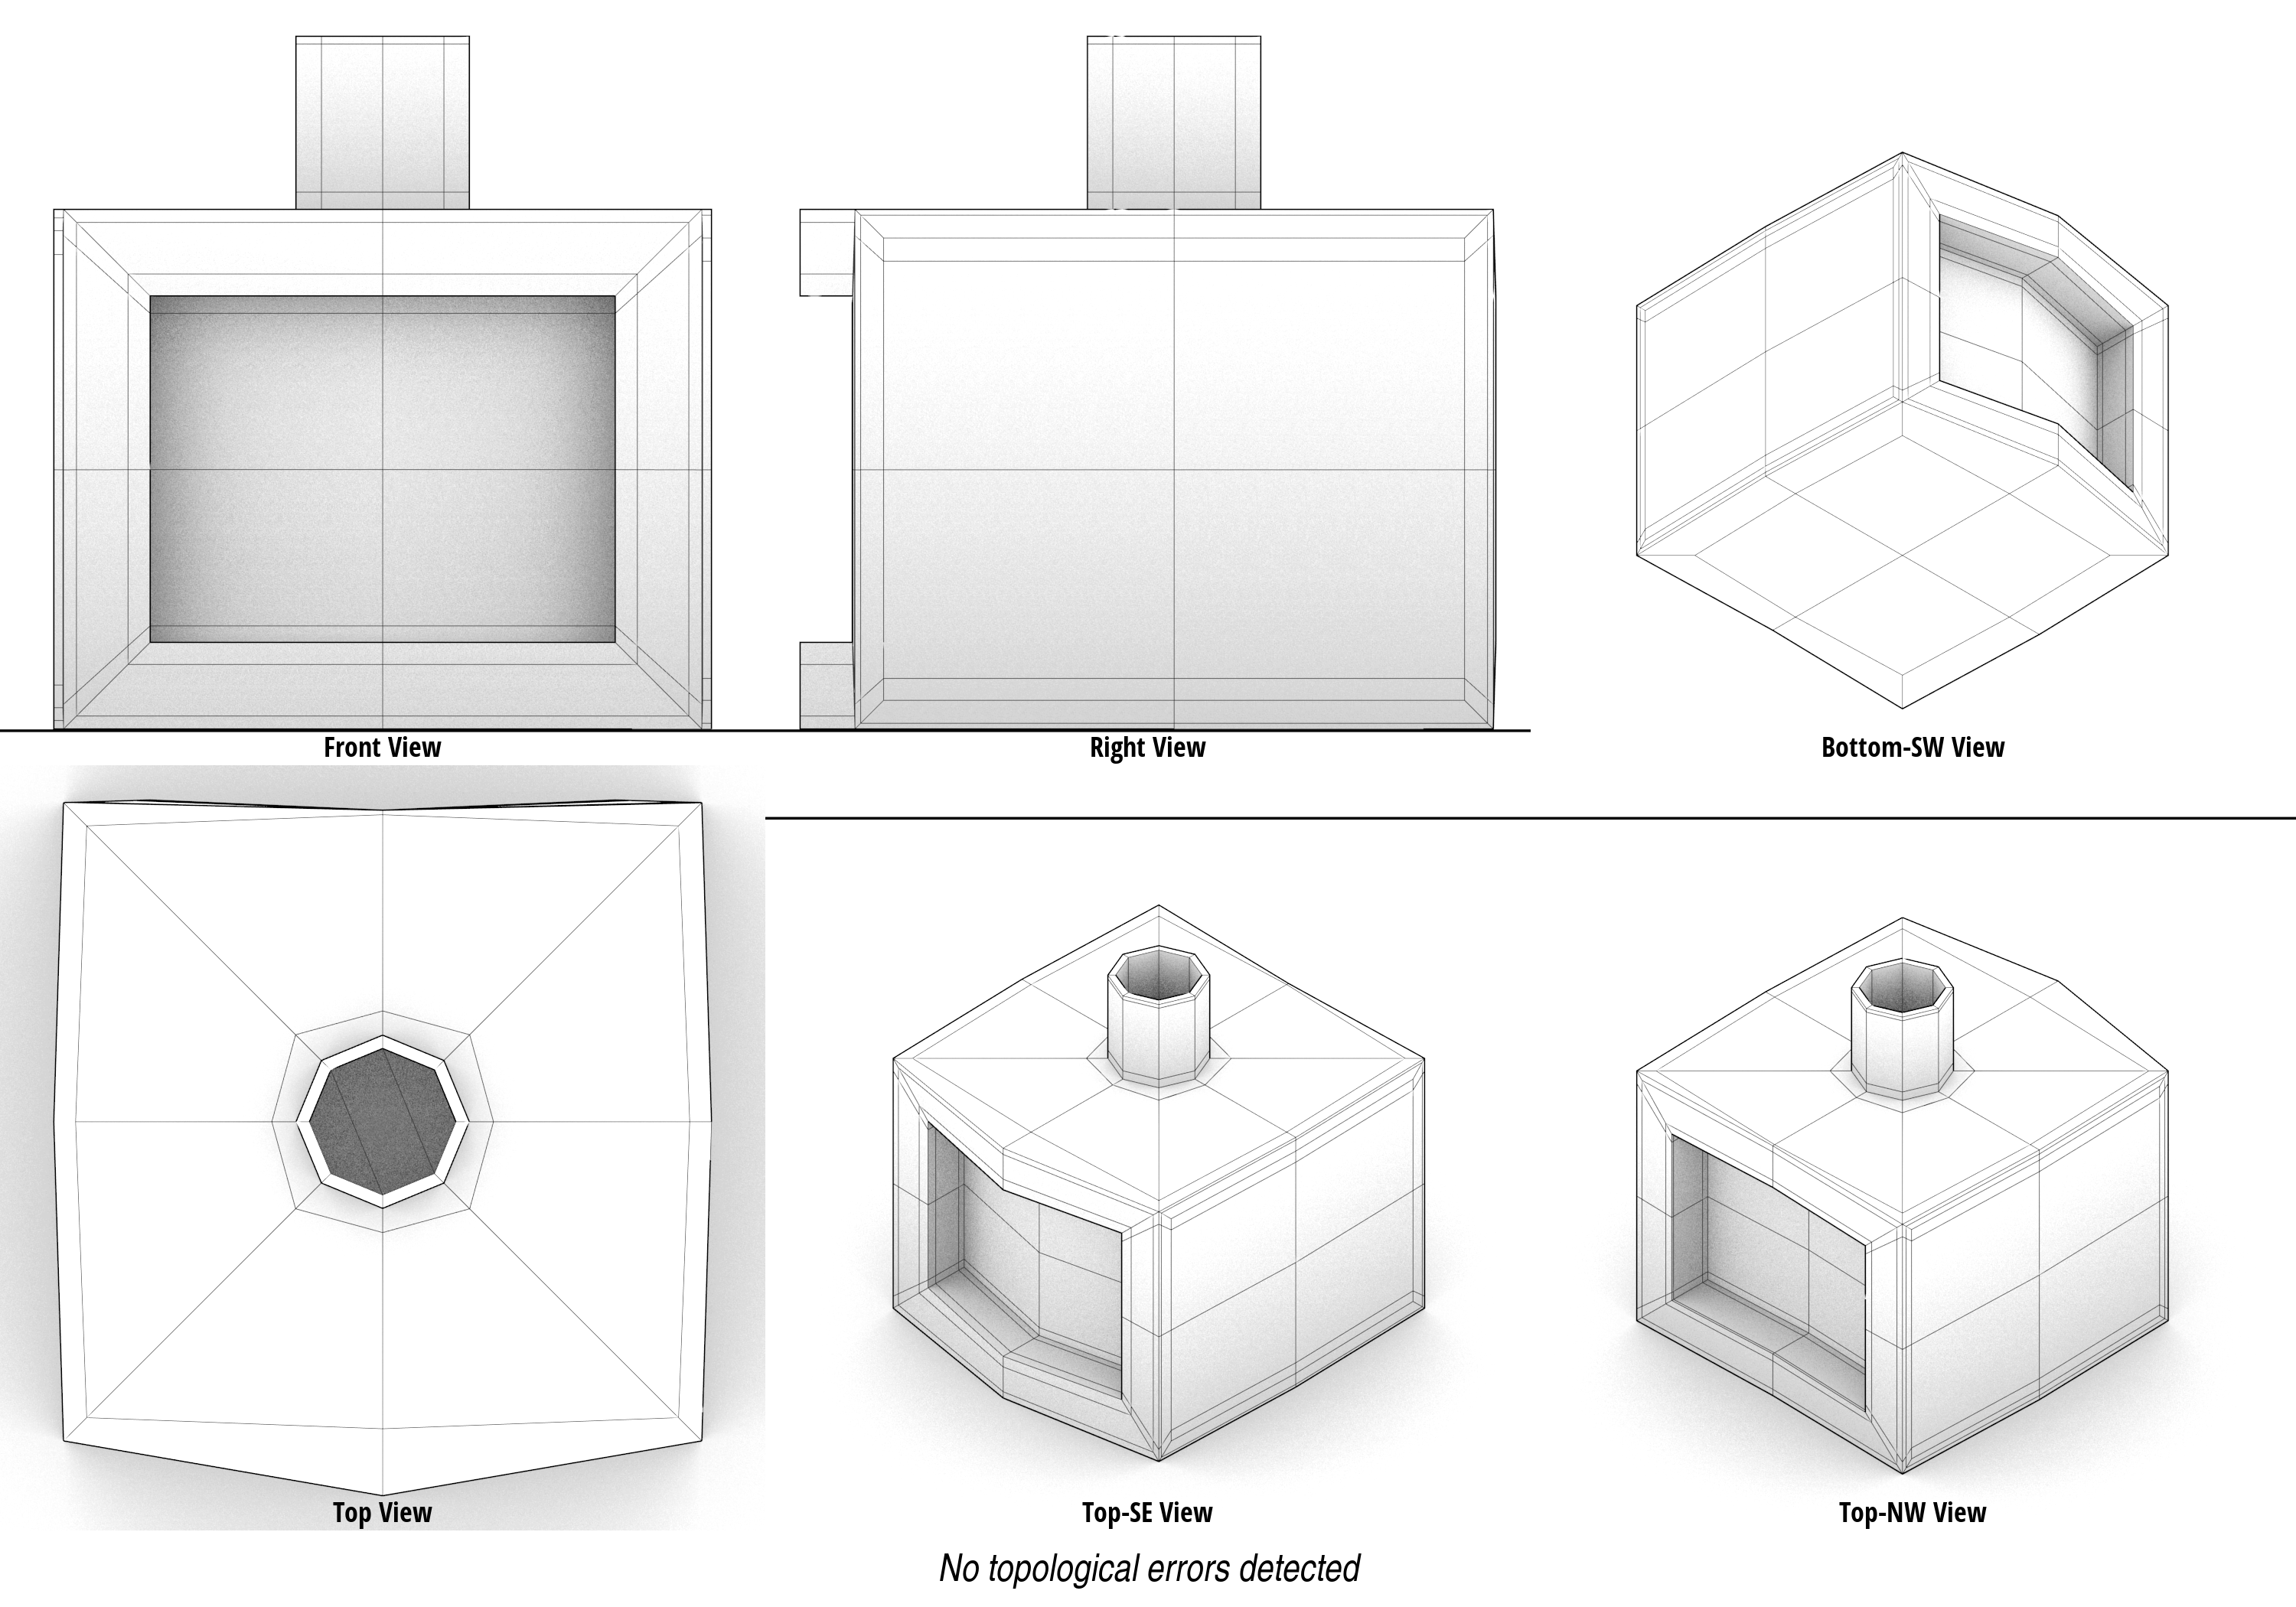 Front View
Right View
Bottom-SW View
Top View
Top-SE View
Top-NW View
No topological errors detected